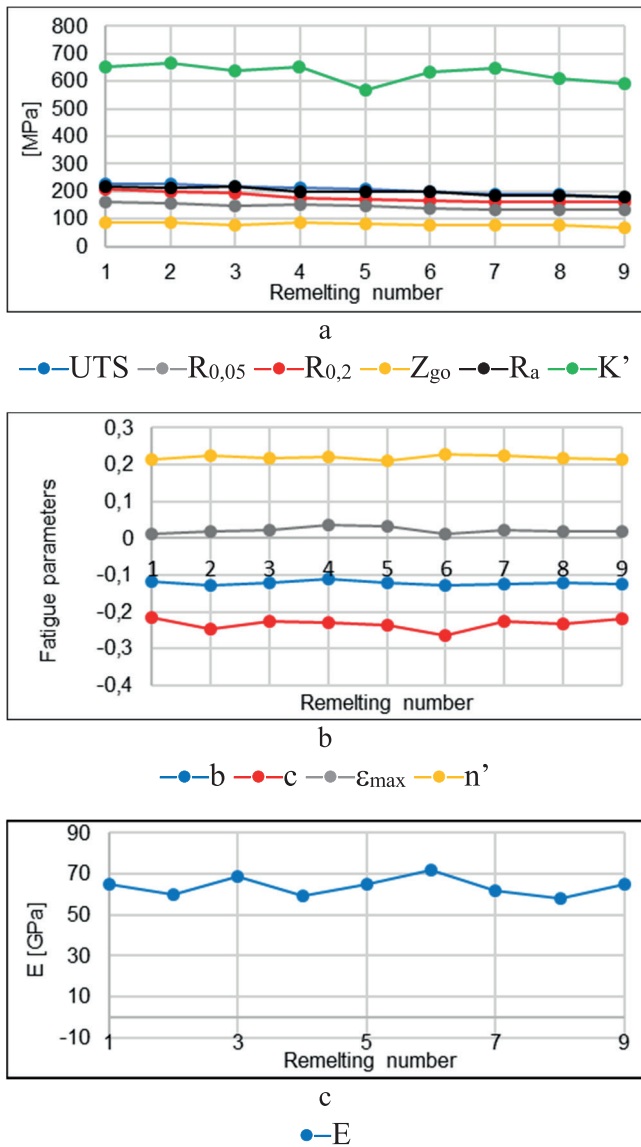 800
700
600
500
400
300
200
100
0
[MPa]
1 2 3 4 5 6 7 8 9
Remelting number
a
UTS R0,05 R0,2 Zgo Ra K’
0,3
0,2
0,1
0
-0,1
-0,2
-0,3
-0,4
Fatigue parameters
1 2 3 4 5 6 7 8 9
Remelting number
b
b c εmax n’
90
70
50
30
10
-10
E [GPa]
1 3 5 7 9
Remelting number
c
E